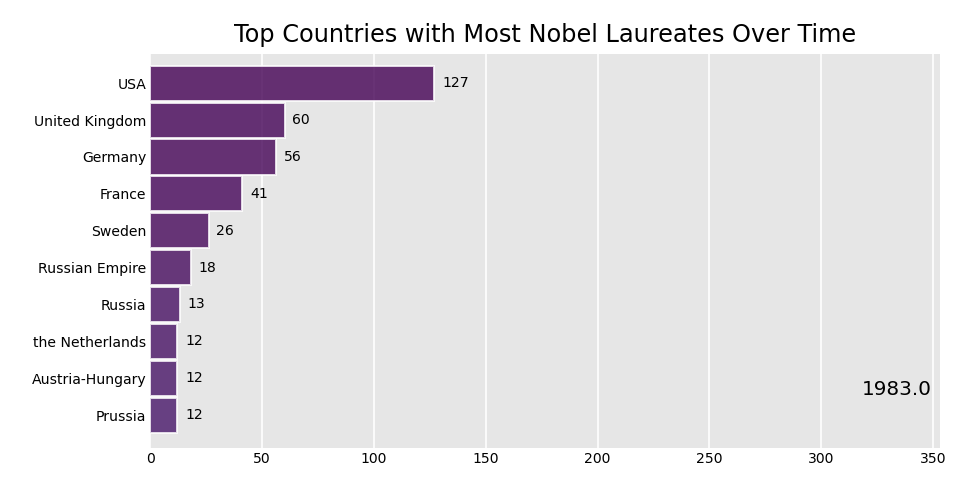 Top Countries with Most Nobel Laureates Over Time
USA 127
United Kingdom 60
Germany 56
France 41
Sweden 26
Russian Empire 18
Russia 13
the Netherlands 12
Austria-Hungary 12
1983.0
Prussia 12
0 50 100 150 200 250 300 350